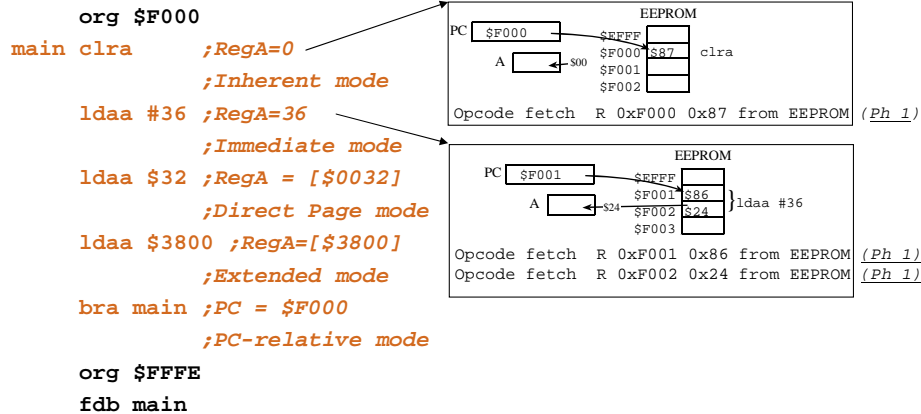 org $F000
main clra ;RegA=0
;Inherent mode
ldaa #36 ;RegA=36
;Immediate mode
ldaa $32 ;RegA = [$0032]
;Direct Page mode
ldaa $3800 ;RegA=[$3800]
;Extended mode
bra main ;PC = $F000
;PC-relative mode
org $FFFE
fdb main
EEPROM
PC $F000 $EFFF
$F000 $87 clra
A $00 $F001
$F002
Opcode fetch R 0xF000 0x87 from EEPROM (Ph 1)
EEPROM
PC $F001 $EFFF
$F001 $86
A $24 $F002 $24 }ldaa #36
$F003
Opcode fetch R 0xF001 0x86 from EEPROM (Ph 1)
Opcode fetch R 0xF002 0x24 from EEPROM (Ph 1)